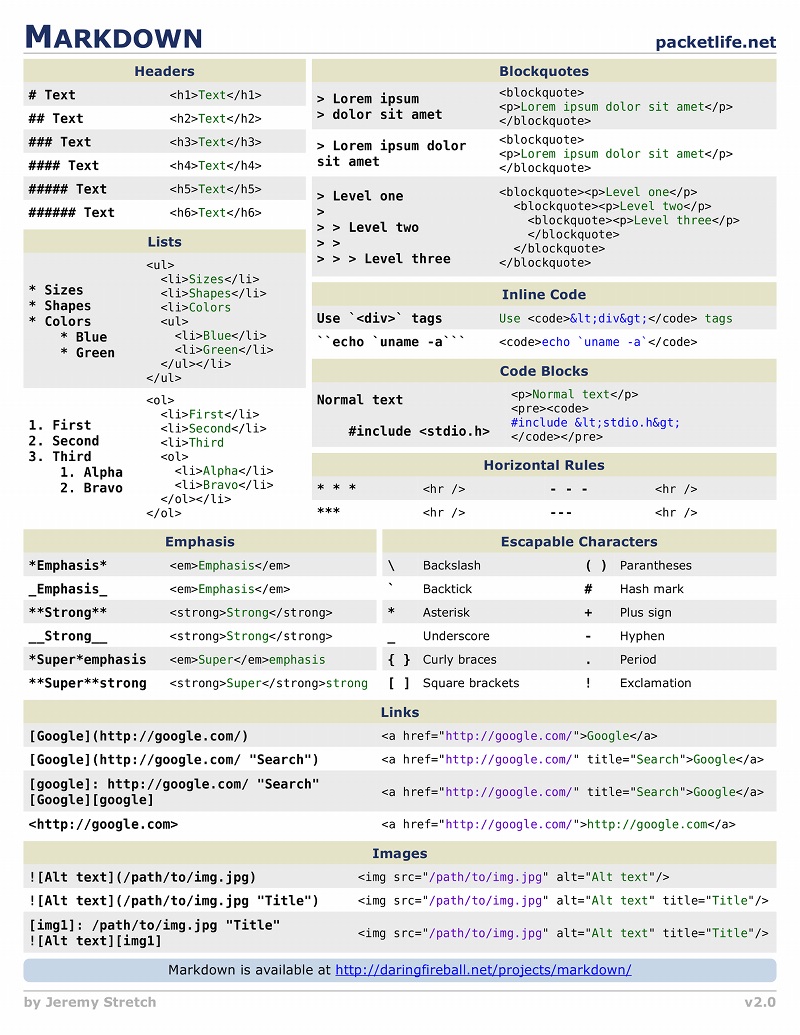 MARKDOWN
packetlife.net
Headers
# Text <h1>Text</h1>
## Text <h2>Text</h2>
### Text <h3>Text</h3>
#### Text <h4>Text</h4>
##### Text <h5>Text</h5>
###### Text <h6>Text</h6>
Lists
* Sizes
* Shapes
* Colors
    * Blue
    * Green
<ul>
  <li>Sizes</li>
  <li>Shapes</li>
  <li>Colors
  <ul>
    <li>Blue</li>
    <li>Green</li>
  </ul></li>
</ul>
1. First
2. Second
3. Third
    1. Alpha
    2. Bravo
<ol>
  <li>First</li>
  <li>Second</li>
  <li>Third
  <ol>
    <li>Alpha</li>
    <li>Bravo</li>
  </ol></li>
</ol>
Blockquotes
> Lorem ipsum
> dolor sit amet
<blockquote>
<p>Lorem ipsum dolor sit amet</p>
</blockquote>
> Lorem ipsum dolor
sit amet
<blockquote>
<p>Lorem ipsum dolor sit amet</p>
</blockquote>
> Level one
>
> > Level two
> >
> > > Level three
<blockquote><p>Level one</p>
  <blockquote><p>Level two</p>
    <blockquote><p>Level three</p>
    </blockquote>
  </blockquote>
</blockquote>
Inline Code
Use `<div>` tags Use <code>&lt;div&gt;</code> tags
``echo `uname -a``` <code>echo `uname -a`</code>
Code Blocks
Normal text

    #include <stdio.h>
<p>Normal text</p>
<pre><code>
#include &lt;stdio.h&gt;
</code></pre>
Horizontal Rules
* * * <hr /> - - - <hr />
*** <hr /> --- <hr />
Emphasis
*Emphasis* <em>Emphasis</em>
_Emphasis_ <em>Emphasis</em>
**Strong** <strong>Strong</strong>
__Strong__ <strong>Strong</strong>
*Super*emphasis <em>Super</em>emphasis
**Super**strong <strong>Super</strong>strong
Escapable Characters
\ Backslash ( ) Parantheses
` Backtick # Hash mark
* Asterisk + Plus sign
_ Underscore - Hyphen
{ } Curly braces . Period
[ ] Square brackets ! Exclamation
Links
[Google](http://google.com/) <a href="http://google.com/">Google</a>
[Google](http://google.com/ "Search") <a href="http://google.com/" title="Search">Google</a>
[google]: http://google.com/ "Search"
[Google][google]
<a href="http://google.com/" title="Search">Google</a>
<http://google.com> <a href="http://google.com/">http://google.com</a>
Images
![Alt text](/path/to/img.jpg) <img src="/path/to/img.jpg" alt="Alt text"/>
![Alt text](/path/to/img.jpg "Title") <img src="/path/to/img.jpg" alt="Alt text" title="Title"/>
[img1]: /path/to/img.jpg "Title"
![Alt text][img1]
<img src="/path/to/img.jpg" alt="Alt text" title="Title"/>
Markdown is available at http://daringfireball.net/projects/markdown/
by Jeremy Stretch
v2.0